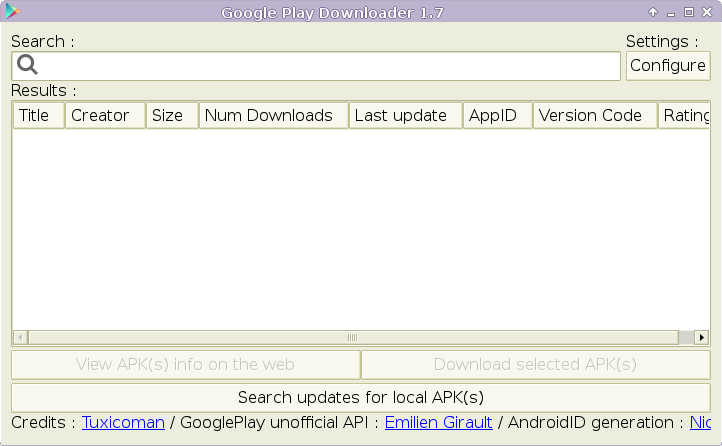 Google Play Downloader 1.7
Search :
Settings :
Configure
Results :
Title Creator Size Num Downloads Last update AppID Version Code Rating
View APK(s) info on the web
Download selected APK(s)
Search updates for local APK(s)
Credits : Tuxicoman / GooglePlay unofficial API : Emilien Girault / AndroidID generation : Nic